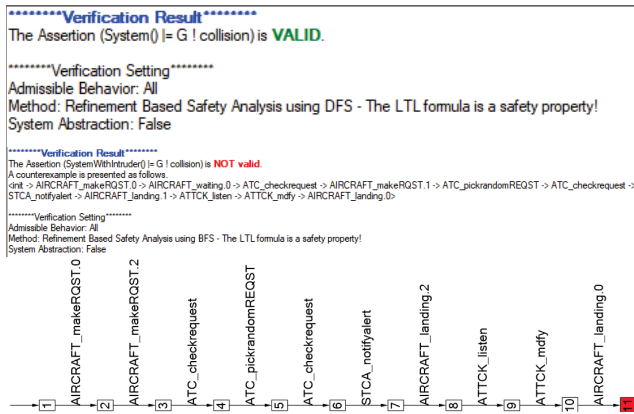 ********Verification Result********
The Assertion (System() |= G ! collision) is VALID.
********Verification Setting********
Admissible Behavior: All
Method: Refinement Based Safety Analysis using DFS - The LTL formula is a safety property!
System Abstraction: False
********Verification Result********
The Assertion (SystemWithIntruder() |= G ! collision) is NOT valid.
A counterexample is presented as follows.
<init -> AIRCRAFT_makeRQST.0 -> AIRCRAFT_waiting.0 -> ATC_checkrequest -> AIRCRAFT_makeRQST.1 -> ATC_pickrandomREQST -> ATC_checkrequest ->
STCA_notifyalert -> AIRCRAFT_landing.1 -> ATTCK_listen -> ATTCK_mdfy -> AIRCRAFT_landing.0>
********Verification Setting********
Admissible Behavior: All
Method: Refinement Based Safety Analysis using BFS - The LTL formula is a safety property!
System Abstraction: False
1
AIRCRAFT_makeRQST.0
2
AIRCRAFT_makeRQST.2
3
ATC_checkrequest
4
ATC_pickrandomREQST
5
ATC_checkrequest
6
STCA_notifyalert
7
AIRCRAFT_landing.2
8
ATTCK_listen
9
ATTCK_mdfy
10
AIRCRAFT_landing.0
11